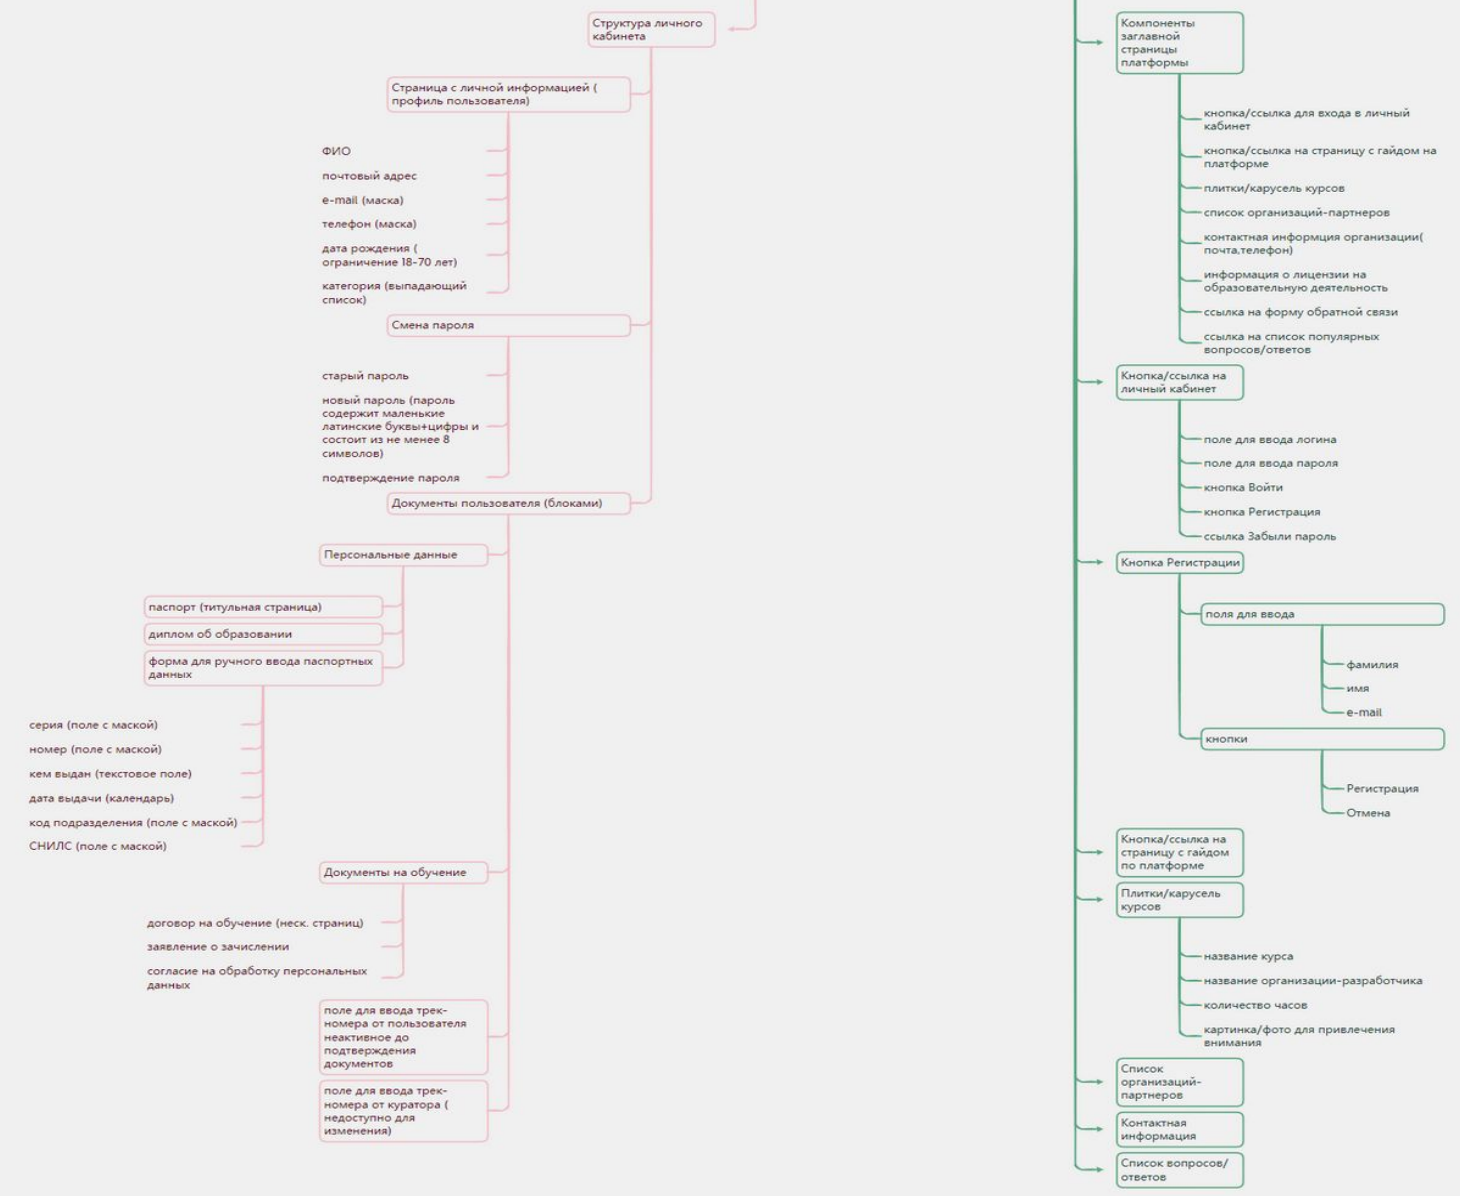 Структура личного
кабинета
Страница с личной информацией (
профиль пользователя)
ФИО
почтовый адрес
e-mail (маска)
телефон (маска)
дата рождения (
ограничение 18-70 лет)
категория (выпадающий
список)
Смена пароля
старый пароль
новый пароль (пароль
содержит маленькие
латинские буквы+цифры и
состоит из не менее 8
символов)
подтверждение пароля
Документы пользователя (блоками)
Персональные данные
паспорт (титульная страница)
диплом об образовании
форма для ручного ввода паспортных
данных
серия (поле с маской)
номер (поле с маской)
кем выдан (текстовое поле)
дата выдачи (календарь)
код подразделения (поле с маской)
СНИЛС (поле с маской)
Документы на обучение
договор на обучение (неск. страниц)
заявление о зачислении
согласие на обработку персональных
данных
поле для ввода трек-
номера от пользователя
неактивное до
подтверждения
документов
поле для ввода трек-
номера от куратора (
недоступно для
изменения)
Компоненты
заглавной
страницы
платформы
кнопка/ссылка для входа в личный
кабинет
кнопка/ссылка на страницу с гайдом на
платформе
плитки/карусель курсов
список организаций-партнеров
контактная информция организации(
почта,телефон)
информация о лицензии на
образовательную деятельность
ссылка на форму обратной связи
ссылка на список популярных
вопросов/ответов
Кнопка/ссылка на
личный кабинет
поле для ввода логина
поле для ввода пароля
кнопка Войти
кнопка Регистрация
ссылка Забыли пароль
Кнопка Регистрации
поля для ввода
фамилия
имя
e-mail
кнопки
Регистрация
Отмена
Кнопка/ссылка на
страницу с гайдом
по платформе
Плитки/карусель
курсов
название курса
название организации-разработчика
количество часов
картинка/фото для привлечения
внимания
Список
организаций-
партнеров
Контактная
информация
Список вопросов/
ответов